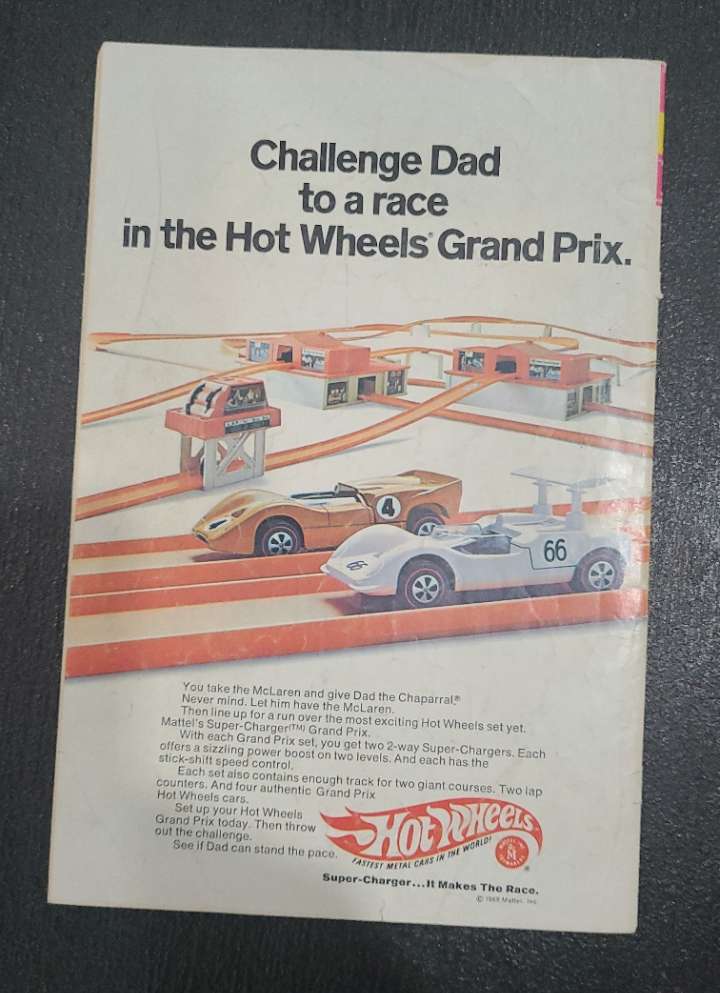 Challenge Dad
to a race
in the Hot Wheels® Grand Prix.
4
66
You take the McLaren and give Dad the Chaparral.®
Never mind. Let him have the McLaren.
Then line up for a run over the most exciting Hot Wheels set yet.
Mattel's Super-Charger(TM) Grand Prix.
With each Grand Prix set, you get two 2-way Super-Chargers. Each
offers a sizzling power boost on two levels. And each has the
stick-shift speed control.
Each set also contains enough track for two giant courses. Two lap
counters. And four authentic Grand Prix
Hot Wheels cars.
Set up your Hot Wheels
Grand Prix today. Then throw
out the challenge.
See if Dad can stand the pace.
HOT WHEELS
FASTEST METAL CARS IN THE WORLD!
M
®
Super-Charger...It Makes The Race.
© Mattel, Inc.